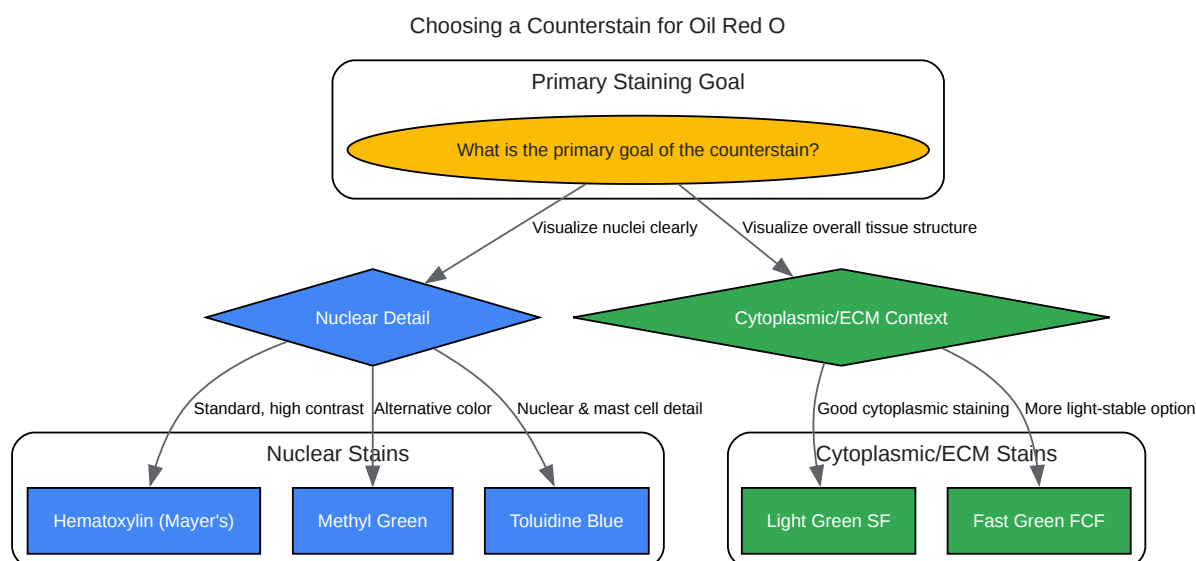 Choosing a Counterstain for Oil Red O
Primary Staining Goal
What is the primary goal of the counterstain?
Visualize nuclei clearly
Visualize overall tissue structure
Nuclear Detail
Cytoplasmic/ECM Context
Standard, high contrast
Alternative color
Nuclear & mast cell detail
Good cytoplasmic staining
More light-stable option
Nuclear Stains
Cytoplasmic/ECM Stains
Hematoxylin (Mayer's)
Methyl Green
Toluidine Blue
Light Green SF
Fast Green FCF